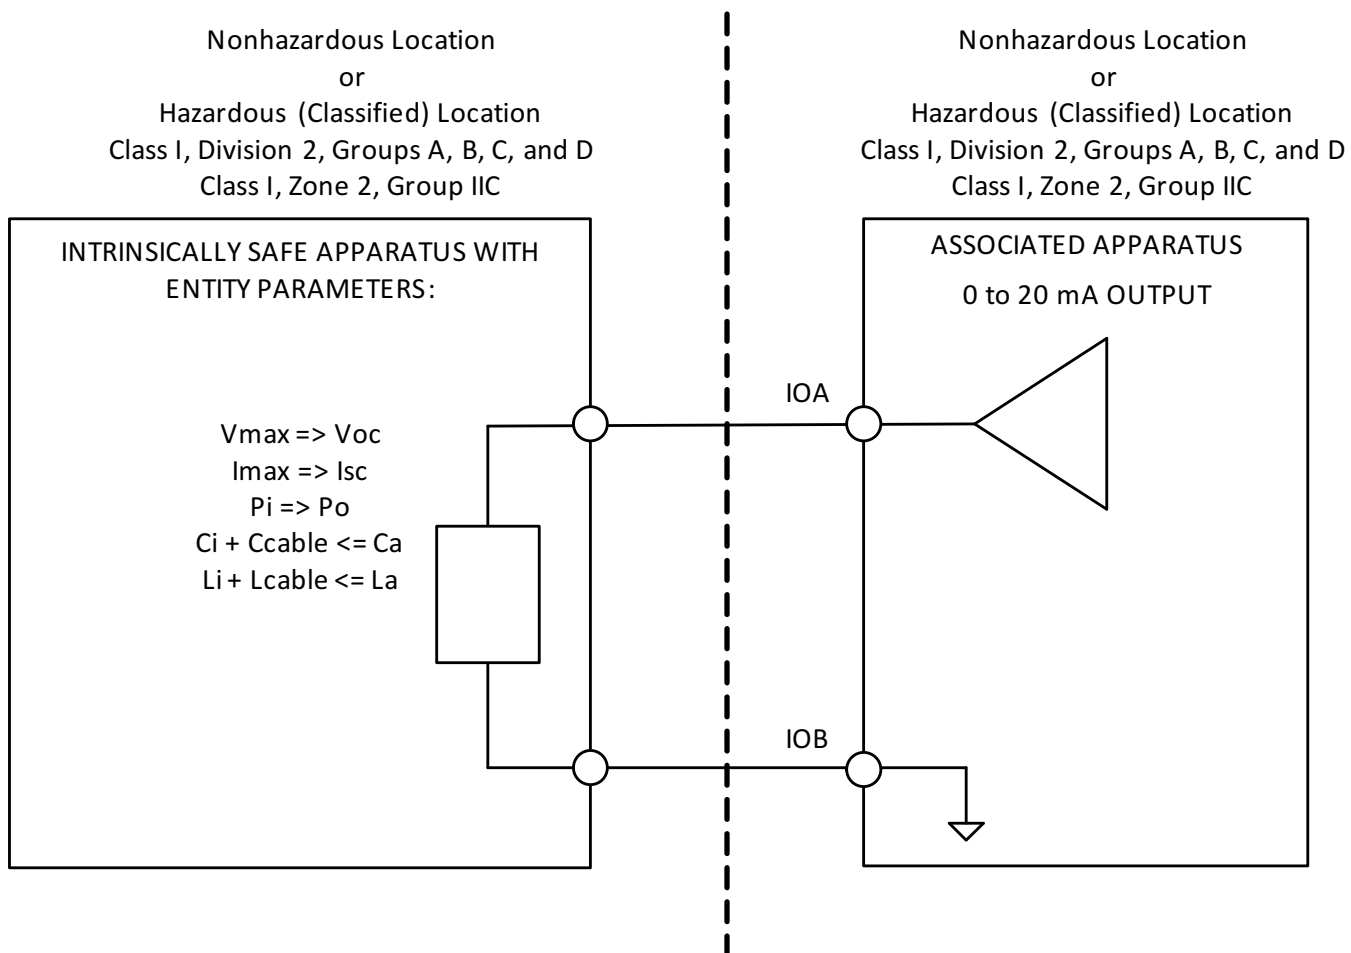 Nonhazardous Location
or
Hazardous (Classified) Location
Class I, Division 2, Groups A, B, C, and D
Class I, Zone 2, Group IIC
INTRINSICALLY SAFE APPARATUS WITH
ENTITY PARAMETERS:
Vmax => Voc
Imax => Isc
Pi => Po
Ci + Ccable <= Ca
Li + Lcable <= La
IOA
IOB
Nonhazardous Location
or
Hazardous (Classified) Location
Class I, Division 2, Groups A, B, C, and D
Class I, Zone 2, Group IIC
ASSOCIATED APPARATUS
0 to 20 mA OUTPUT